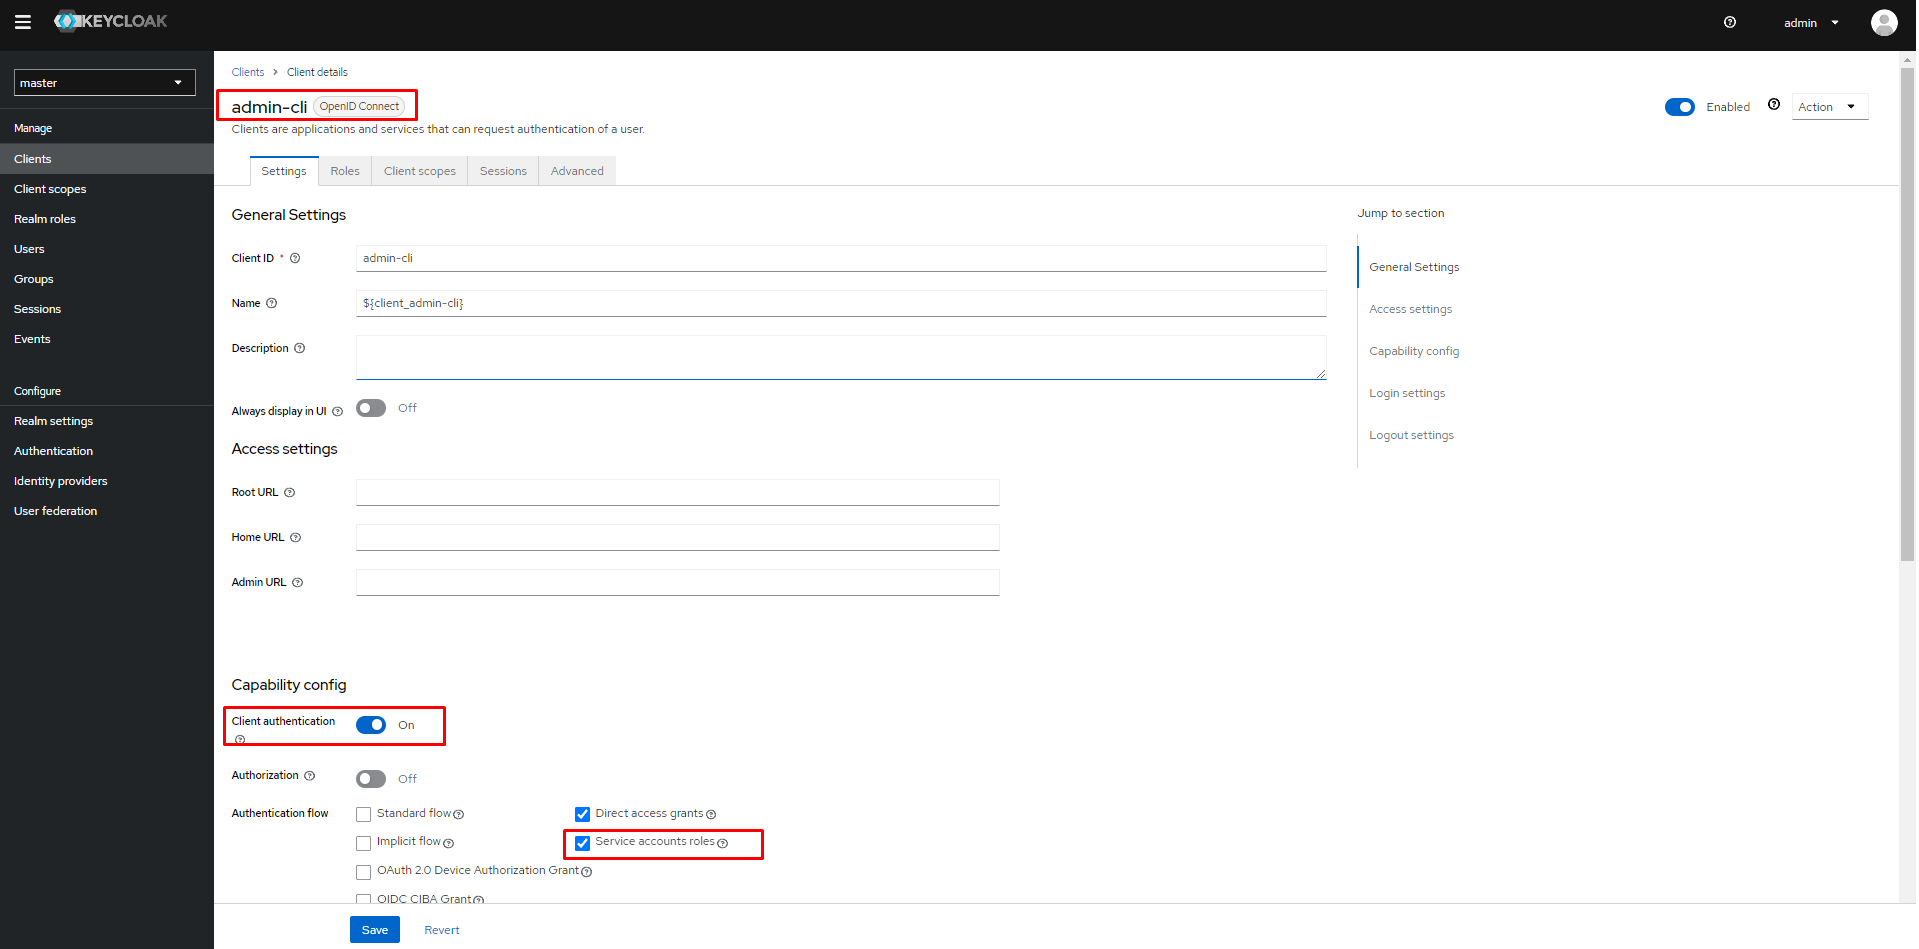 KEYCLOAK
admin
master
Manage
Clients
Client scopes
Realm roles
Users
Groups
Sessions
Events
Configure
Realm settings
Authentication
Identity providers
User federation
Clients > Client details
admin-cli OpenID Connect
Enabled
Action
Clients are applications and services that can request authentication of a user.
Settings Roles Client scopes Sessions Advanced
General Settings
Client ID * admin-cli
Name ${client_admin-cli}
Description
Always display in UI Off
Access settings
Root URL
Home URL
Admin URL
Capability config
Client authentication On
Authorization Off
Authentication flow Standard flow Direct access grants
Implicit flow Service accounts roles
OAuth 2.0 Device Authorization Grant
OIDC CIBA Grant
Save Revert
Jump to section
General Settings
Access settings
Capability config
Login settings
Logout settings